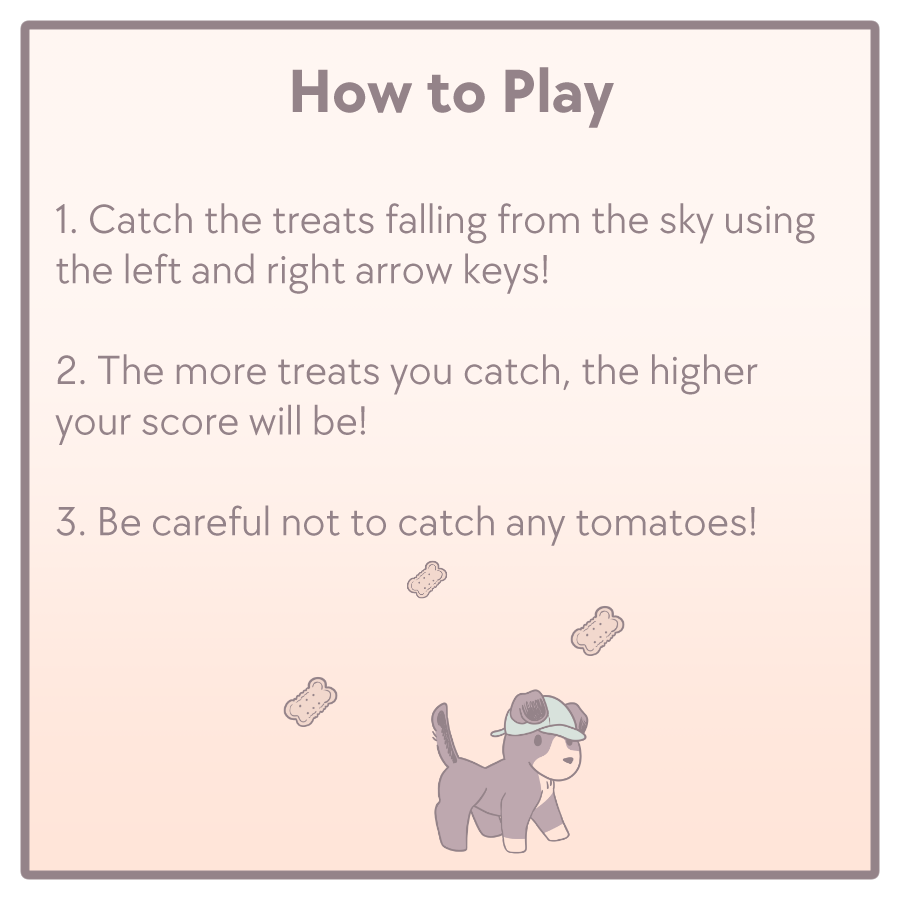 How to Play
1. Catch the treats falling from the sky using
the left and right arrow keys!
2. The more treats you catch, the higher
your score will be!
3. Be careful not to catch any tomatoes!